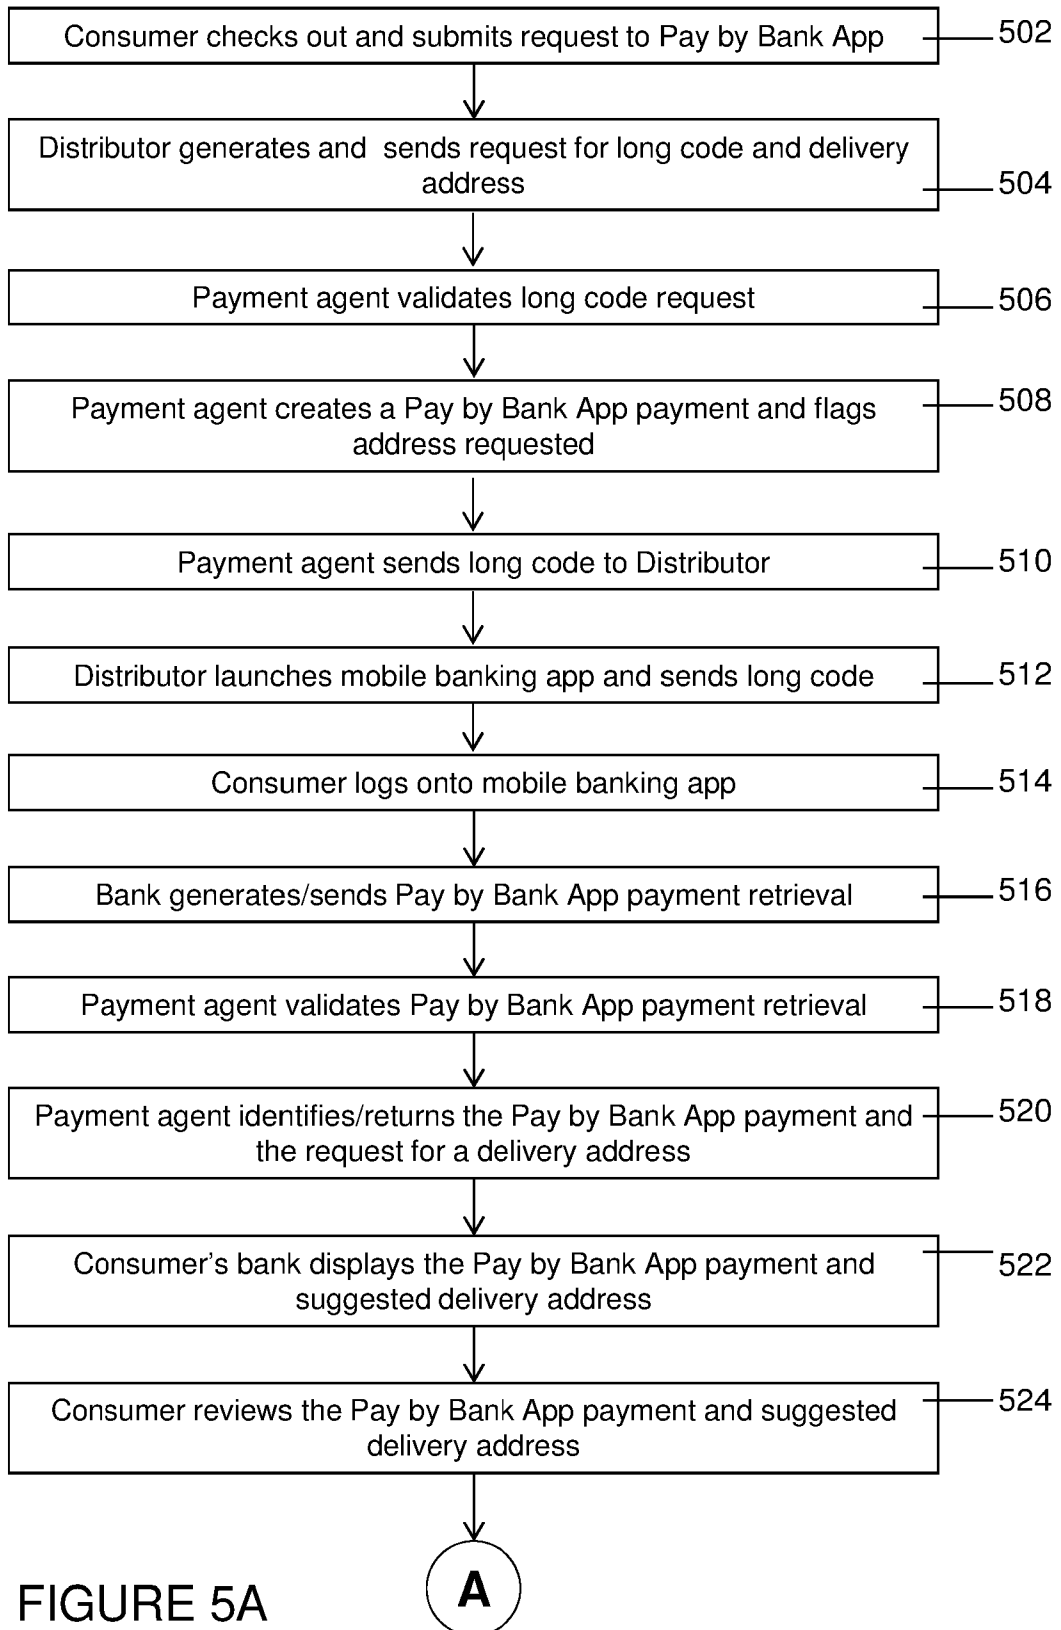 Consumer checks out and submits request to Pay by Bank App
502
Distributor generates and sends request for long code and delivery
address
504
Payment agent validates long code request
506
Payment agent creates a Pay by Bank App payment and flags
address requested
508
Payment agent sends long code to Distributor
510
Distributor launches mobile banking app and sends long code
512
Consumer logs onto mobile banking app
514
Bank generates/sends Pay by Bank App payment retrieval
516
Payment agent validates Pay by Bank App payment retrieval
518
Payment agent identifies/returns the Pay by Bank App payment and
the request for a delivery address
520
Consumer’s bank displays the Pay by Bank App payment and
suggested delivery address
522
Consumer reviews the Pay by Bank App payment and suggested
delivery address
524
A
FIGURE 5A